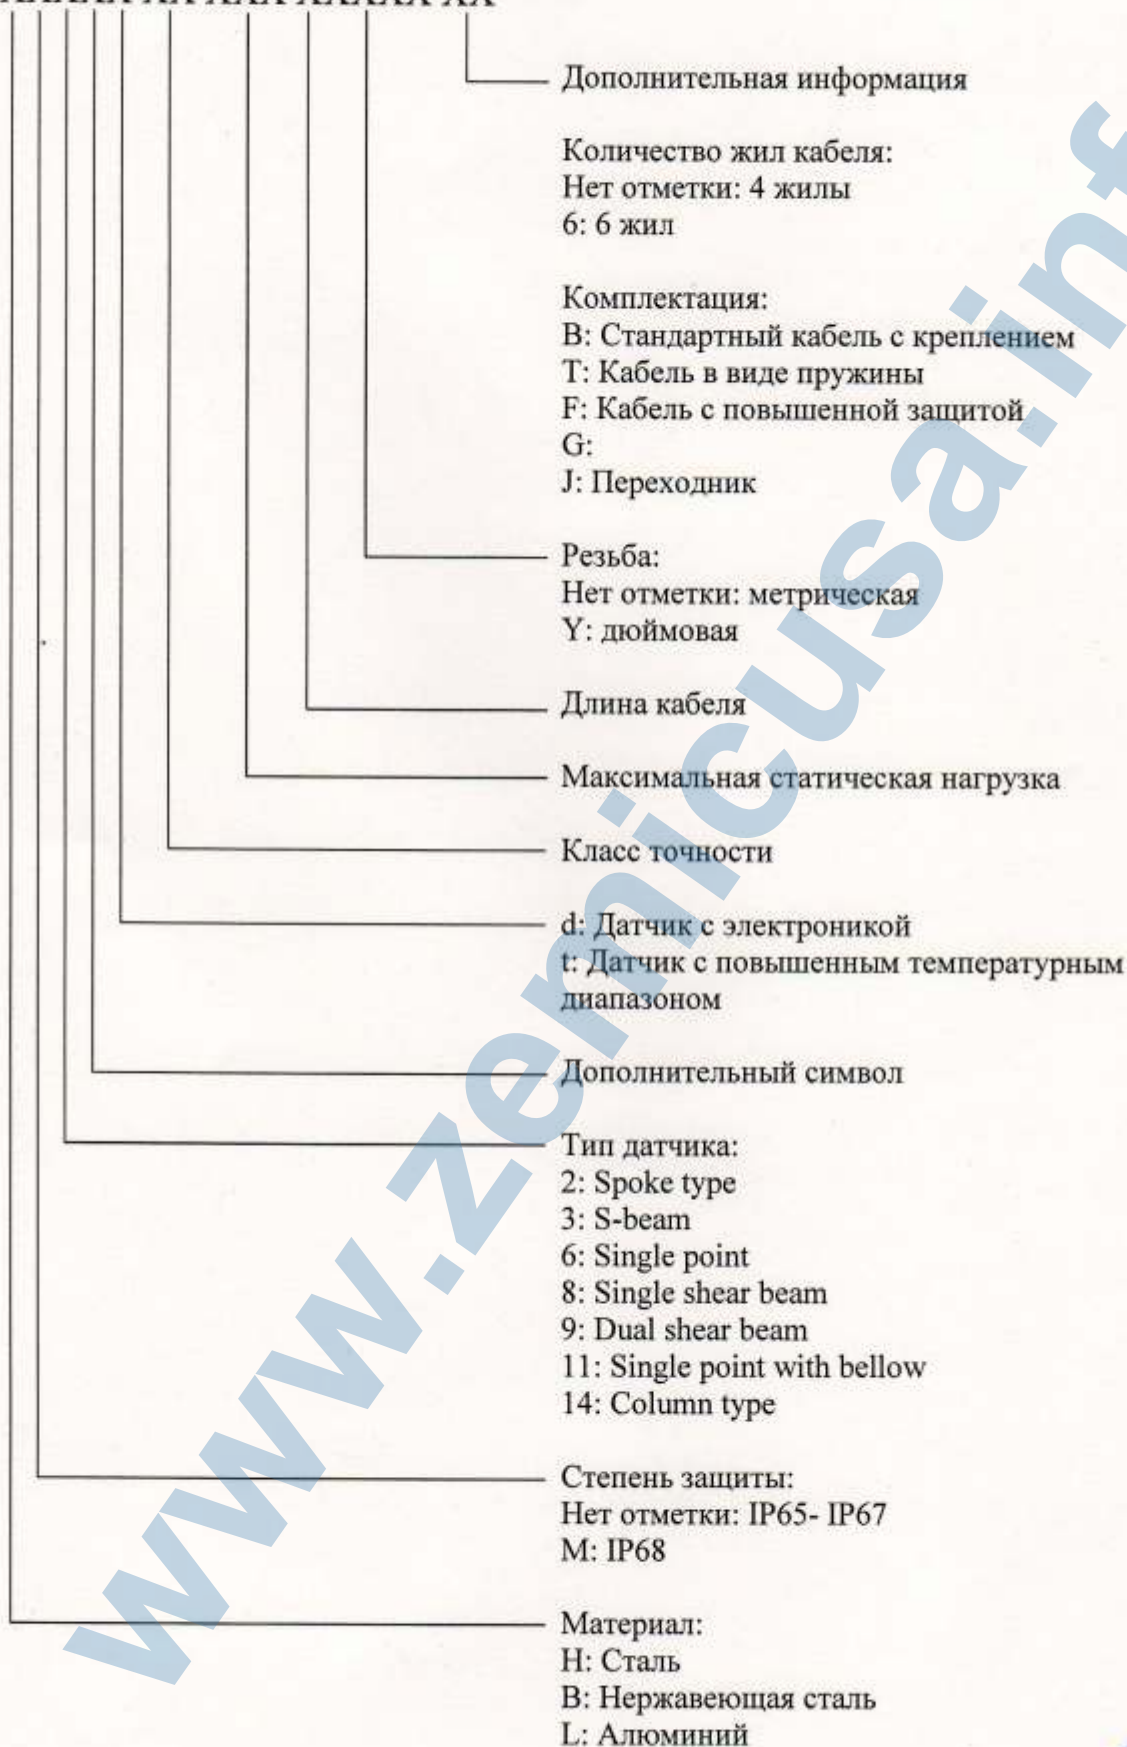 Дополнительная информация
Количество жил кабеля:
Нет отметки: 4 жилы
6: 6 жил
Комплектация:
B: Стандартный кабель с креплением
T: Кабель в виде пружины
F: Кабель с повышенной защитой
G:
J: Переходник
Резьба:
Нет отметки: метрическая
Y: дюймовая
Длина кабеля
Максимальная статическая нагрузка
Класс точности
d: Датчик с электроникой
t: Датчик с повышенным температурным
диапазоном
Дополнительный символ
Тип датчика:
2: Spoke type
3: S-beam
6: Single point
8: Single shear beam
9: Dual shear beam
11: Single point with bellow
14: Column type
Степень защиты:
Нет отметки: IP65- IP67
M: IP68
Материал:
H: Сталь
B: Нержавеющая сталь
L: Алюминий
www.zemicusa.inf